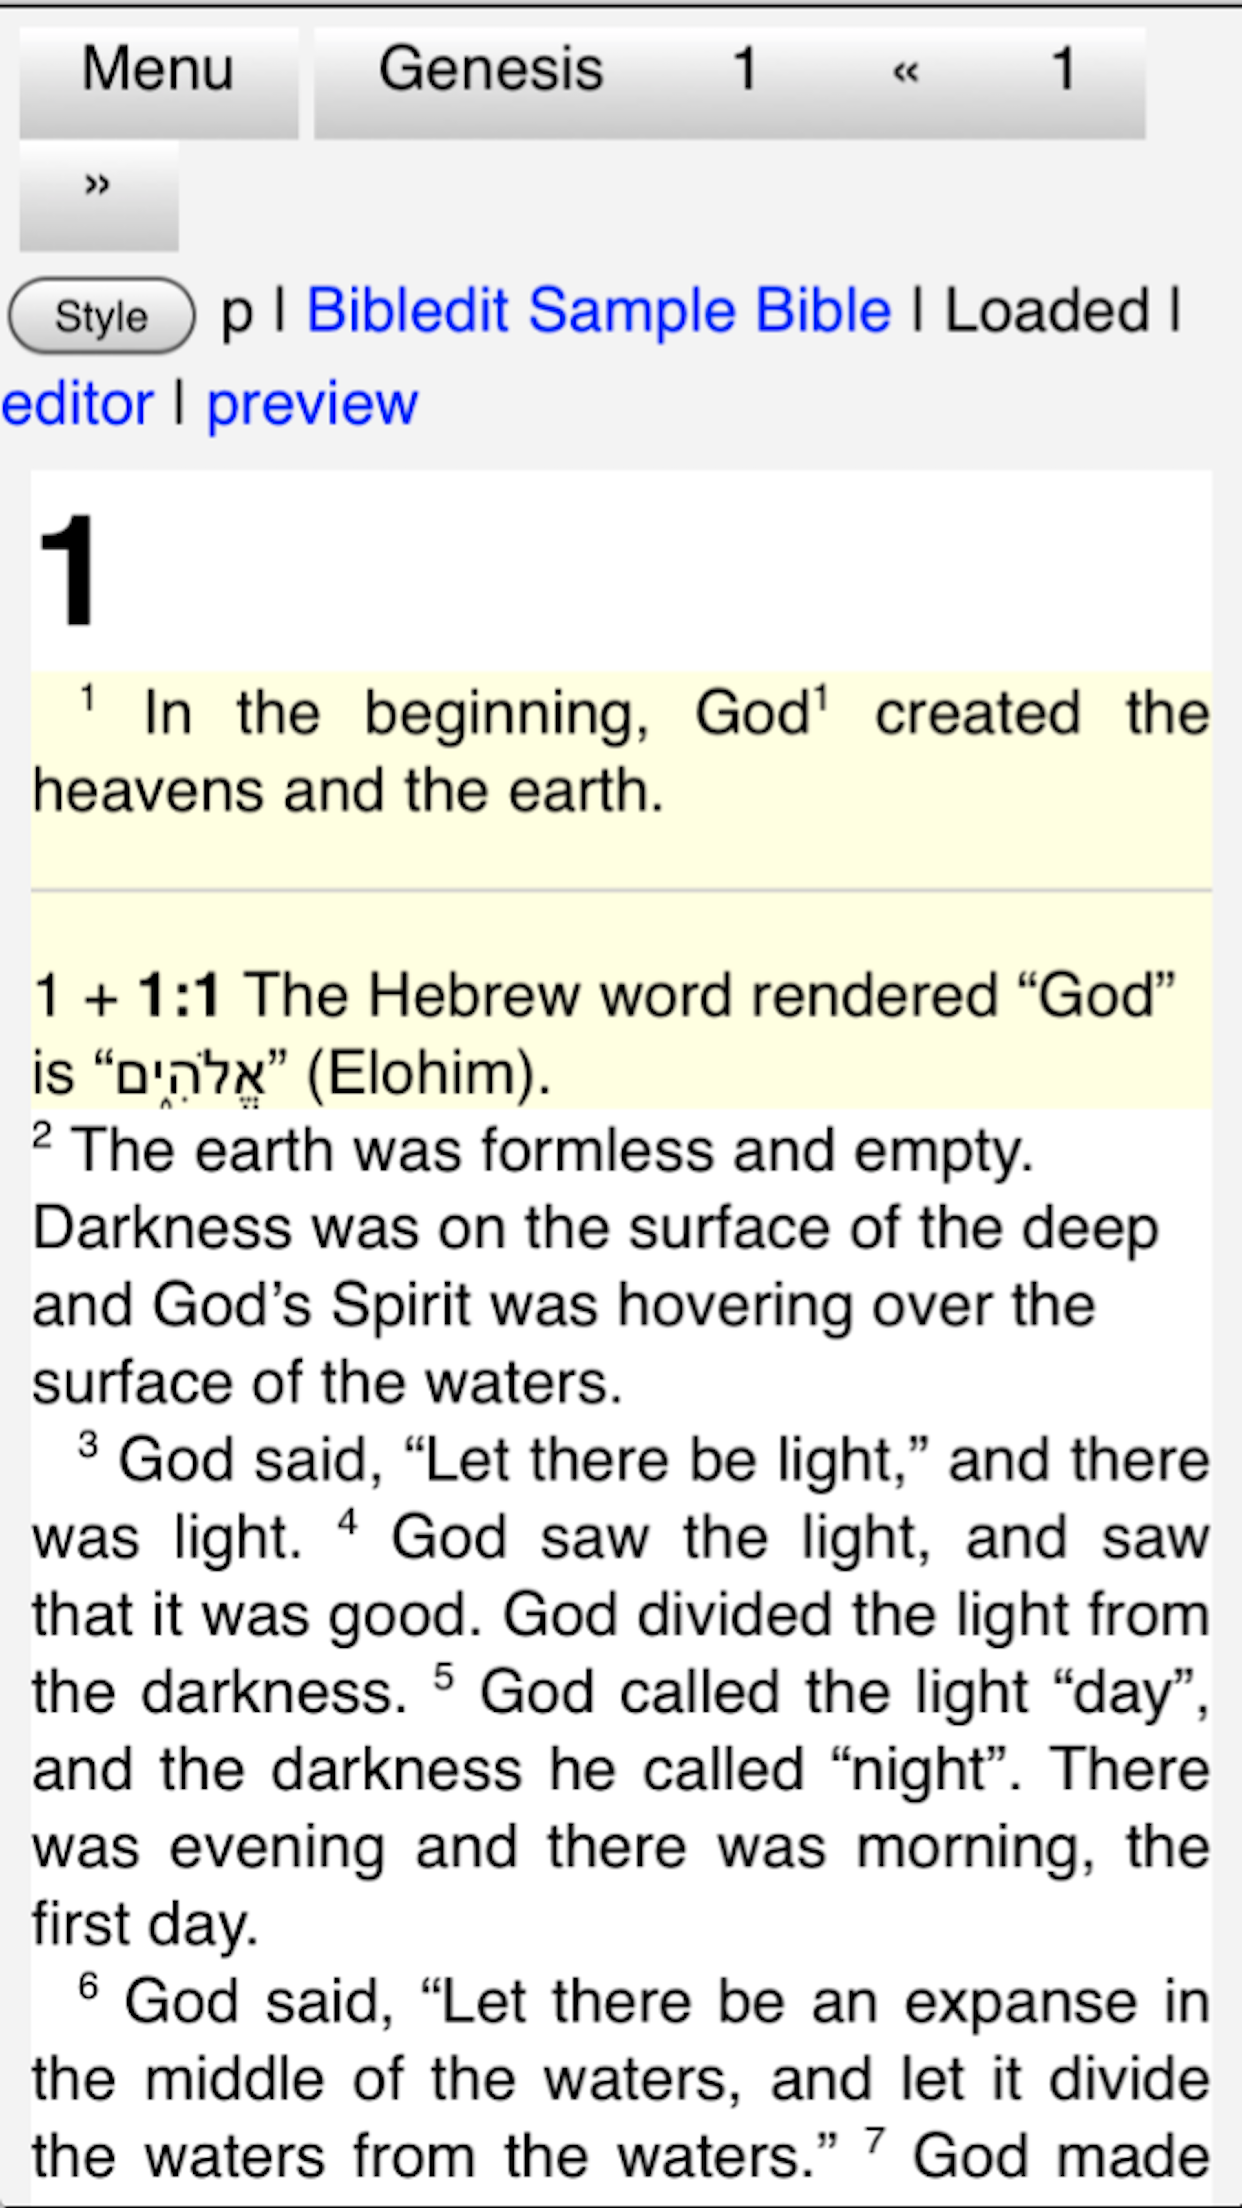 Menu Genesis 1 « 1
»
Style p | Bibledit Sample Bible | Loaded |
editor | preview
1
1 In the beginning, God1 created the
heavens and the earth.
1 + 1:1 The Hebrew word rendered “God”
is “אֱלֹהִ֑ים” (Elohim).
2 The earth was formless and empty.
Darkness was on the surface of the deep
and God’s Spirit was hovering over the
surface of the waters.
3 God said, “Let there be light,” and there
was light. 4 God saw the light, and saw
that it was good. God divided the light from
the darkness. 5 God called the light “day”,
and the darkness he called “night”. There
was evening and there was morning, the
first day.
6 God said, “Let there be an expanse in
the middle of the waters, and let it divide
the waters from the waters.” 7 God made